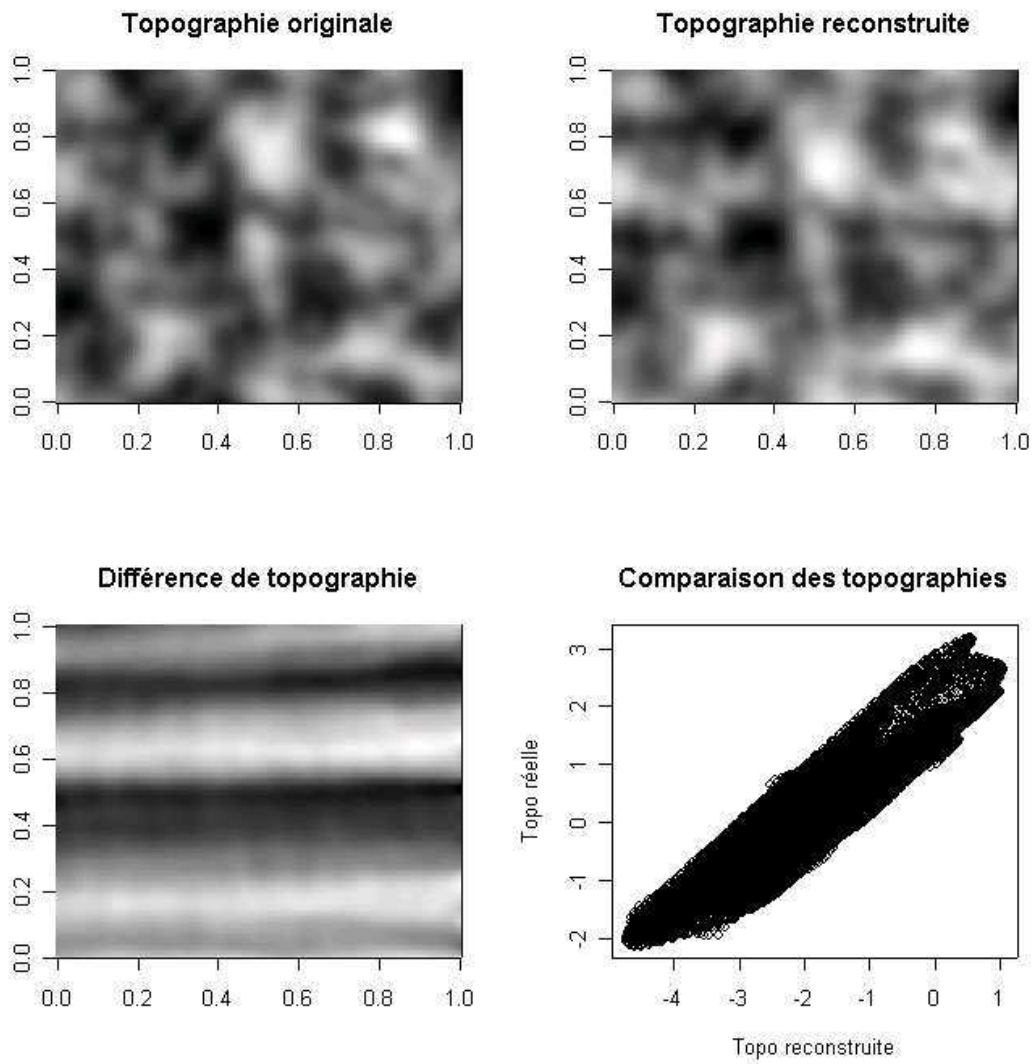 Topographie originale
1.0
0.8
0.6
0.4
0.2
0.0
0.0 0.2 0.4 0.6 0.8 1.0
Topographie reconstruite
1.0
0.8
0.6
0.4
0.2
0.0
0.0 0.2 0.4 0.6 0.8 1.0
Différence de topographie
1.0
0.8
0.6
0.4
0.2
0.0
0.0 0.2 0.4 0.6 0.8 1.0
Comparaison des topographies
Topo réelle
3
2
1
0
-1
-2
-4 -3 -2 -1 0 1
Topo reconstruite